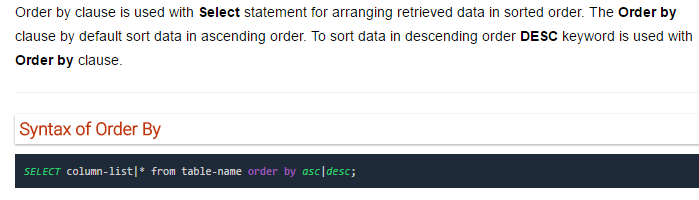 Order by clause is used with Select statement for arranging retrieved data in sorted order. The Order by
clause by default sort data in ascending order. To sort data in descending order DESC keyword is used with
Order by clause.
Syntax of Order By
SELECT column-list|* from table-name order by asc|desc;